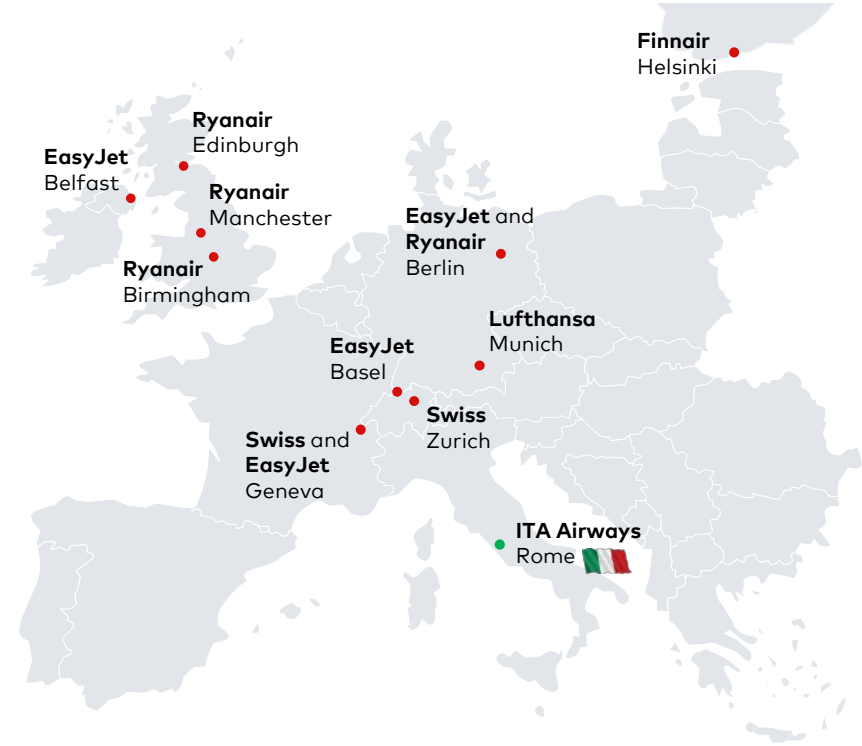 Finnair
Helsinki
Ryanair
Edinburgh
EasyJet
Belfast
Ryanair
Manchester
EasyJet and
Ryanair
Berlin
Ryanair
Birmingham
Lufthansa
Munich
EasyJet
Basel
Swiss
Zurich
Swiss and
EasyJet
Geneva
ITA Airways
Rome